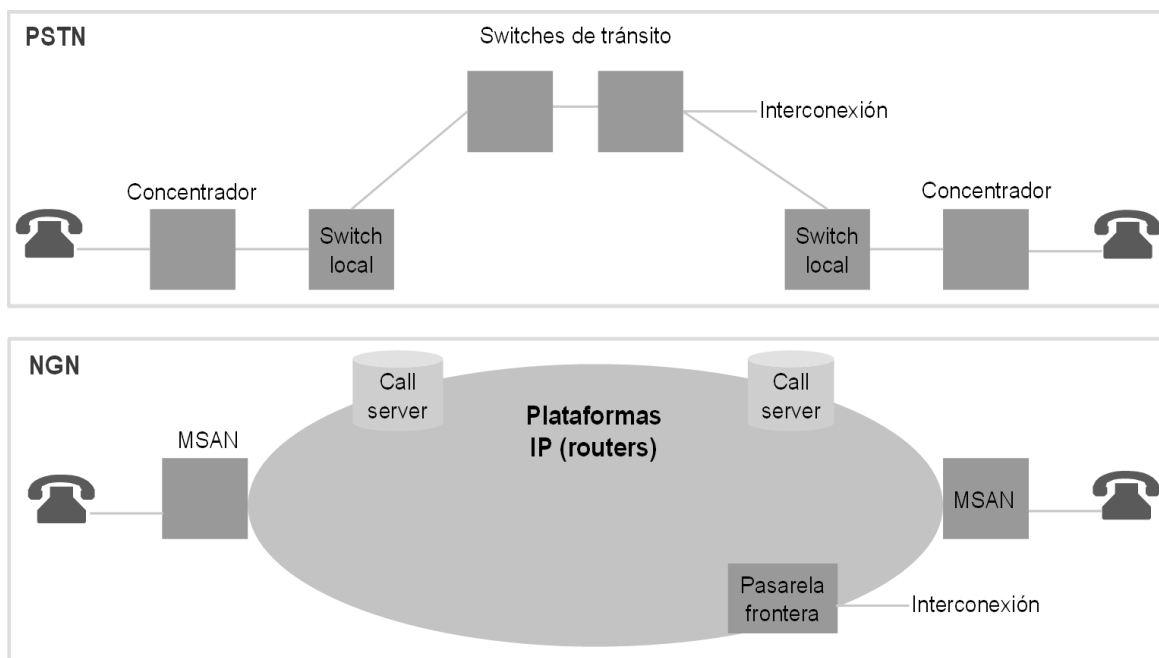 PSTN
Switches de tránsito
Interconexión
Concentrador
Concentrador
Switch
local
Switch
local
NGN
Call
server
Call
server
Plataformas
IP (routers)
MSAN
MSAN
Pasarela
frontera
Interconexión